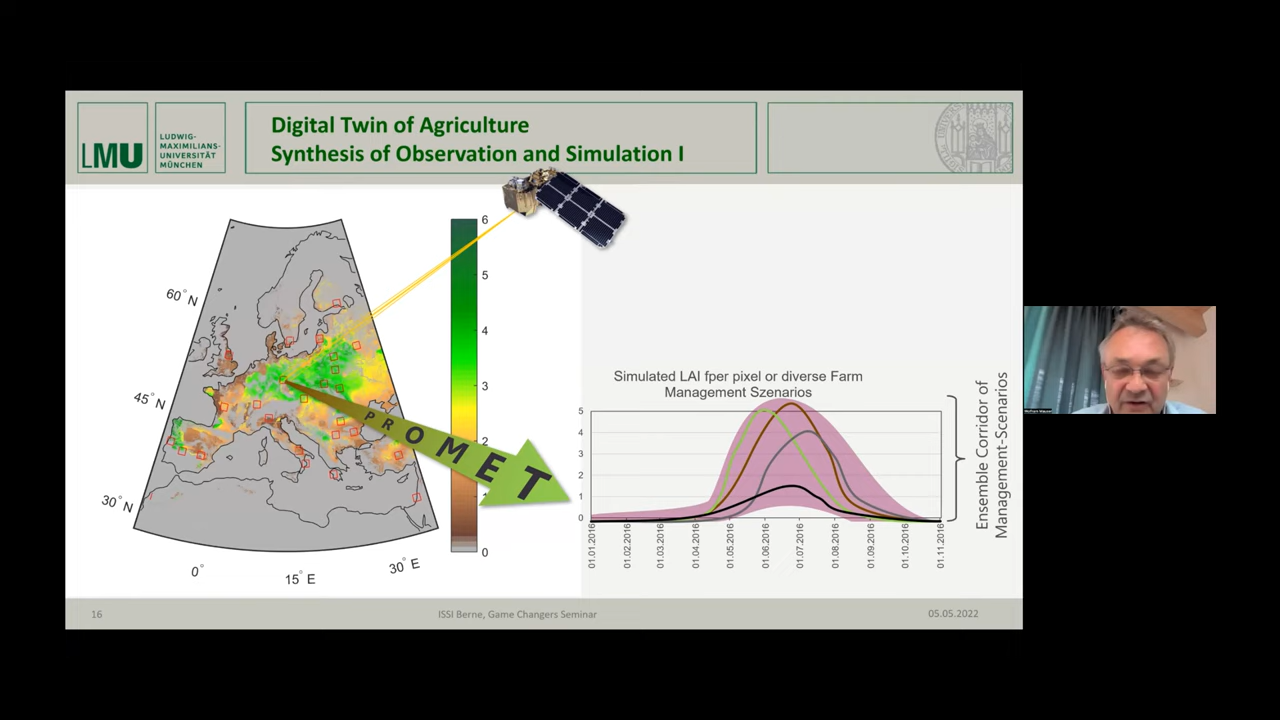 LMU
LUDWIG-
MAXIMILIANS-
UNIVERSITÄT
MÜNCHEN
Digital Twin of Agriculture
Synthesis of Observation and Simulation I
60° N
45° N
30° N
0°
15° E
30° E
6
5
4
3
2
0
PROMET
Simulated LAI fper pixel or diverse Farm
Management Szenarios
5
4
3
2
1
0
01.01.2016
01.02.2016
01.03.2016
01.04.2016
01.05.2016
01.06.2016
01.07.2016
01.08.2016
01.09.2016
01.10.2016
01.11.2016
Ensemble Corridor of
Management-Scenarios
16
ISSI Berne, Game Changers Seminar
05.05.2022